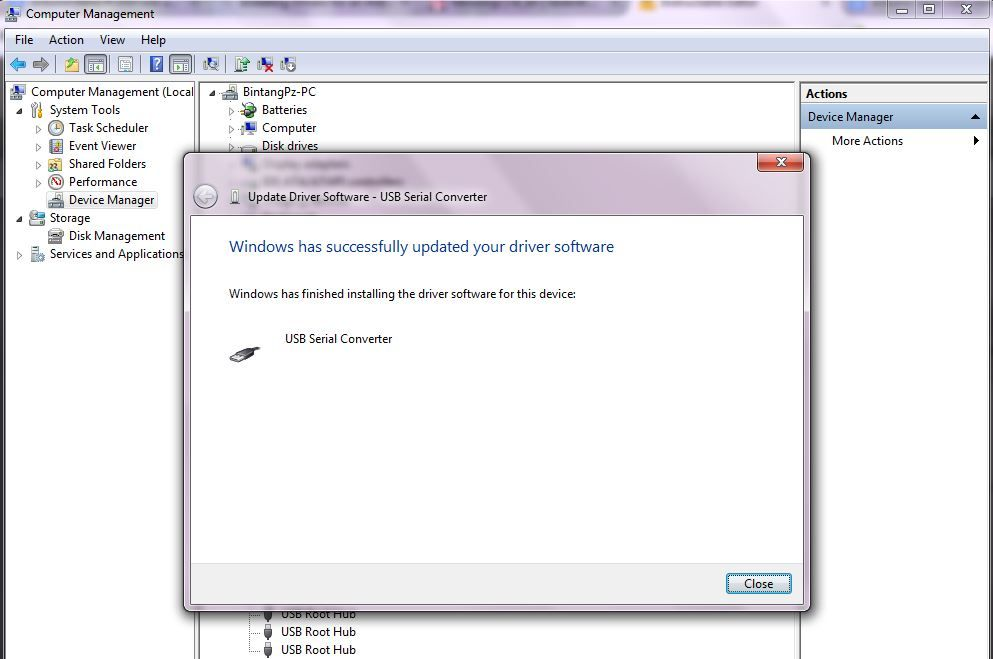 Computer Management
File Action View Help
Computer Management (Local
System Tools
Task Scheduler
Event Viewer
Shared Folders
Performance
Device Manager
Storage
Disk Management
Services and Applications
BintangPz-PC
Batteries
Computer
Disk drives
Actions
Device Manager
More Actions
Update Driver Software - USB Serial Converter
Windows has successfully updated your driver software
Windows has finished installing the driver software for this device:
USB Serial Converter
Close
USB Root Hub
USB Root Hub
USB Root Hub